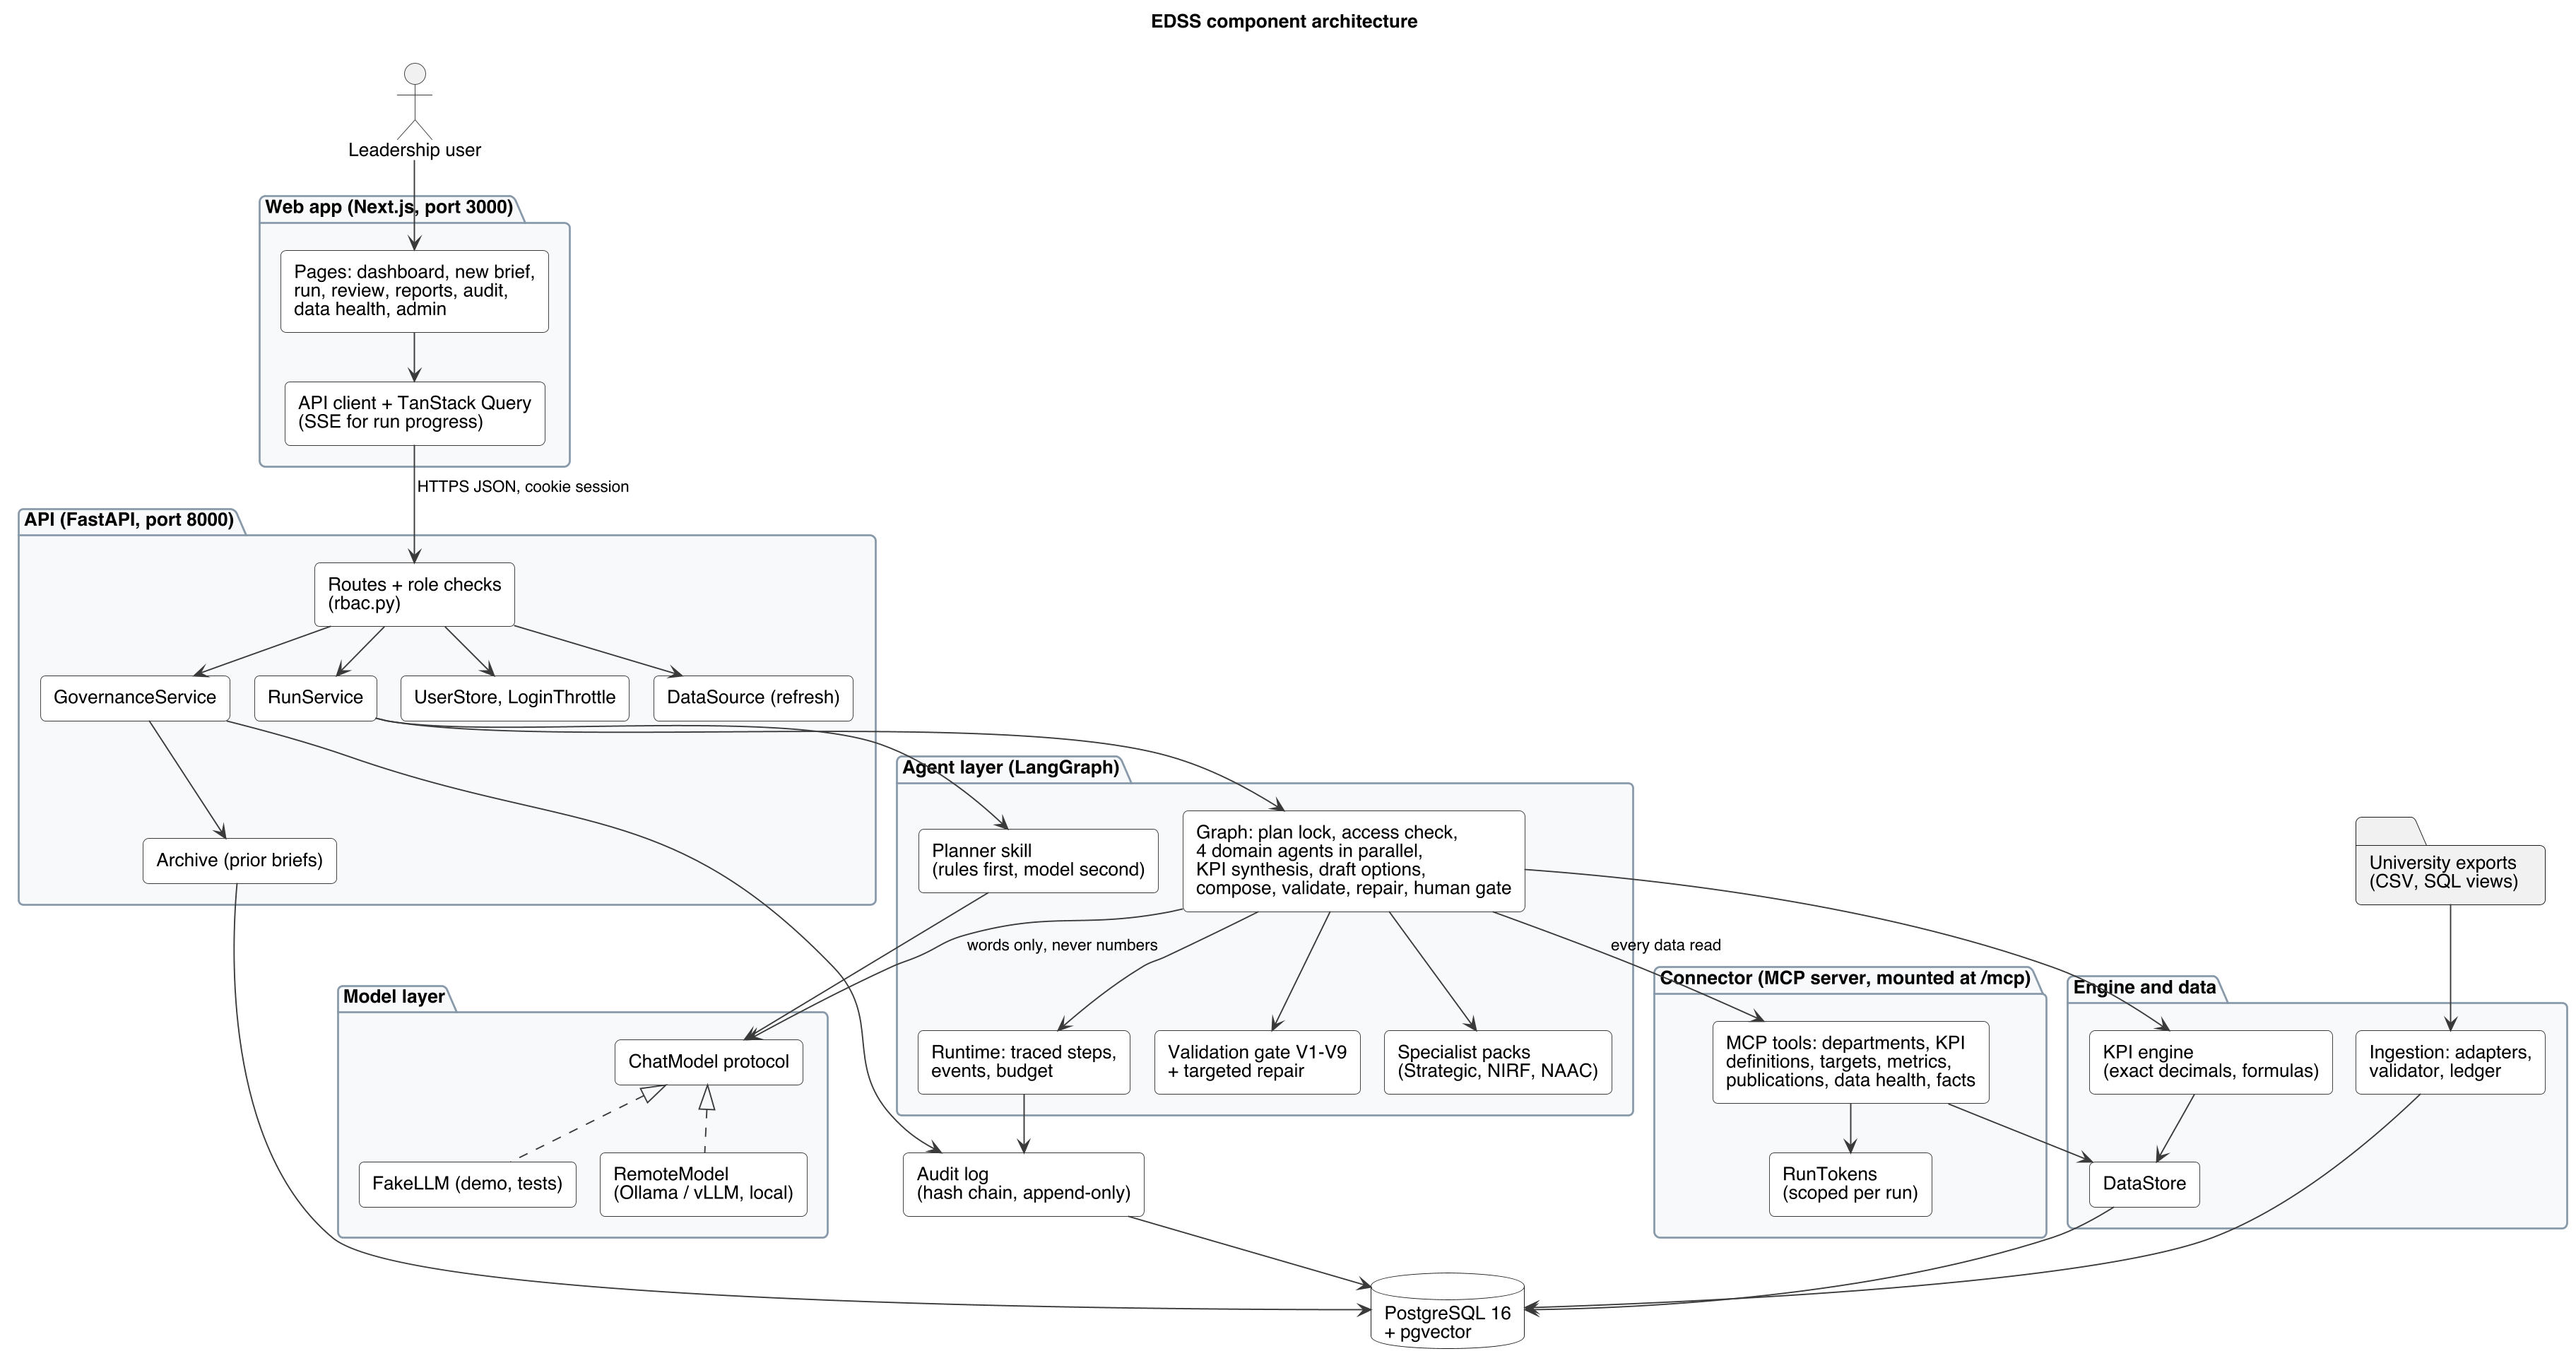 EDSS component architecture
Leadership user
Web app (Next.js, port 3000)
Pages: dashboard, new brief,
run, review, reports, audit,
data health, admin
API client + TanStack Query
(SSE for run progress)
HTTPS JSON, cookie session
API (FastAPI, port 8000)
Routes + role checks
(rbac.py)
GovernanceService
RunService
UserStore, LoginThrottle
DataSource (refresh)
Archive (prior briefs)
Agent layer (LangGraph)
Planner skill
(rules first, model second)
Graph: plan lock, access check,
4 domain agents in parallel,
KPI synthesis, draft options,
compose, validate, repair, human gate
University exports
(CSV, SQL views)
words only, never numbers
every data read
Model layer
ChatModel protocol
FakeLLM (demo, tests)
RemoteModel
(Ollama / vLLM, local)
Runtime: traced steps,
events, budget
Validation gate V1-V9
+ targeted repair
Specialist packs
(Strategic, NIRF, NAAC)
Audit log
(hash chain, append-only)
Connector (MCP server, mounted at /mcp)
MCP tools: departments, KPI
definitions, targets, metrics,
publications, data health, facts
RunTokens
(scoped per run)
Engine and data
KPI engine
(exact decimals, formulas)
Ingestion: adapters,
validator, ledger
DataStore
PostgreSQL 16
+ pgvector